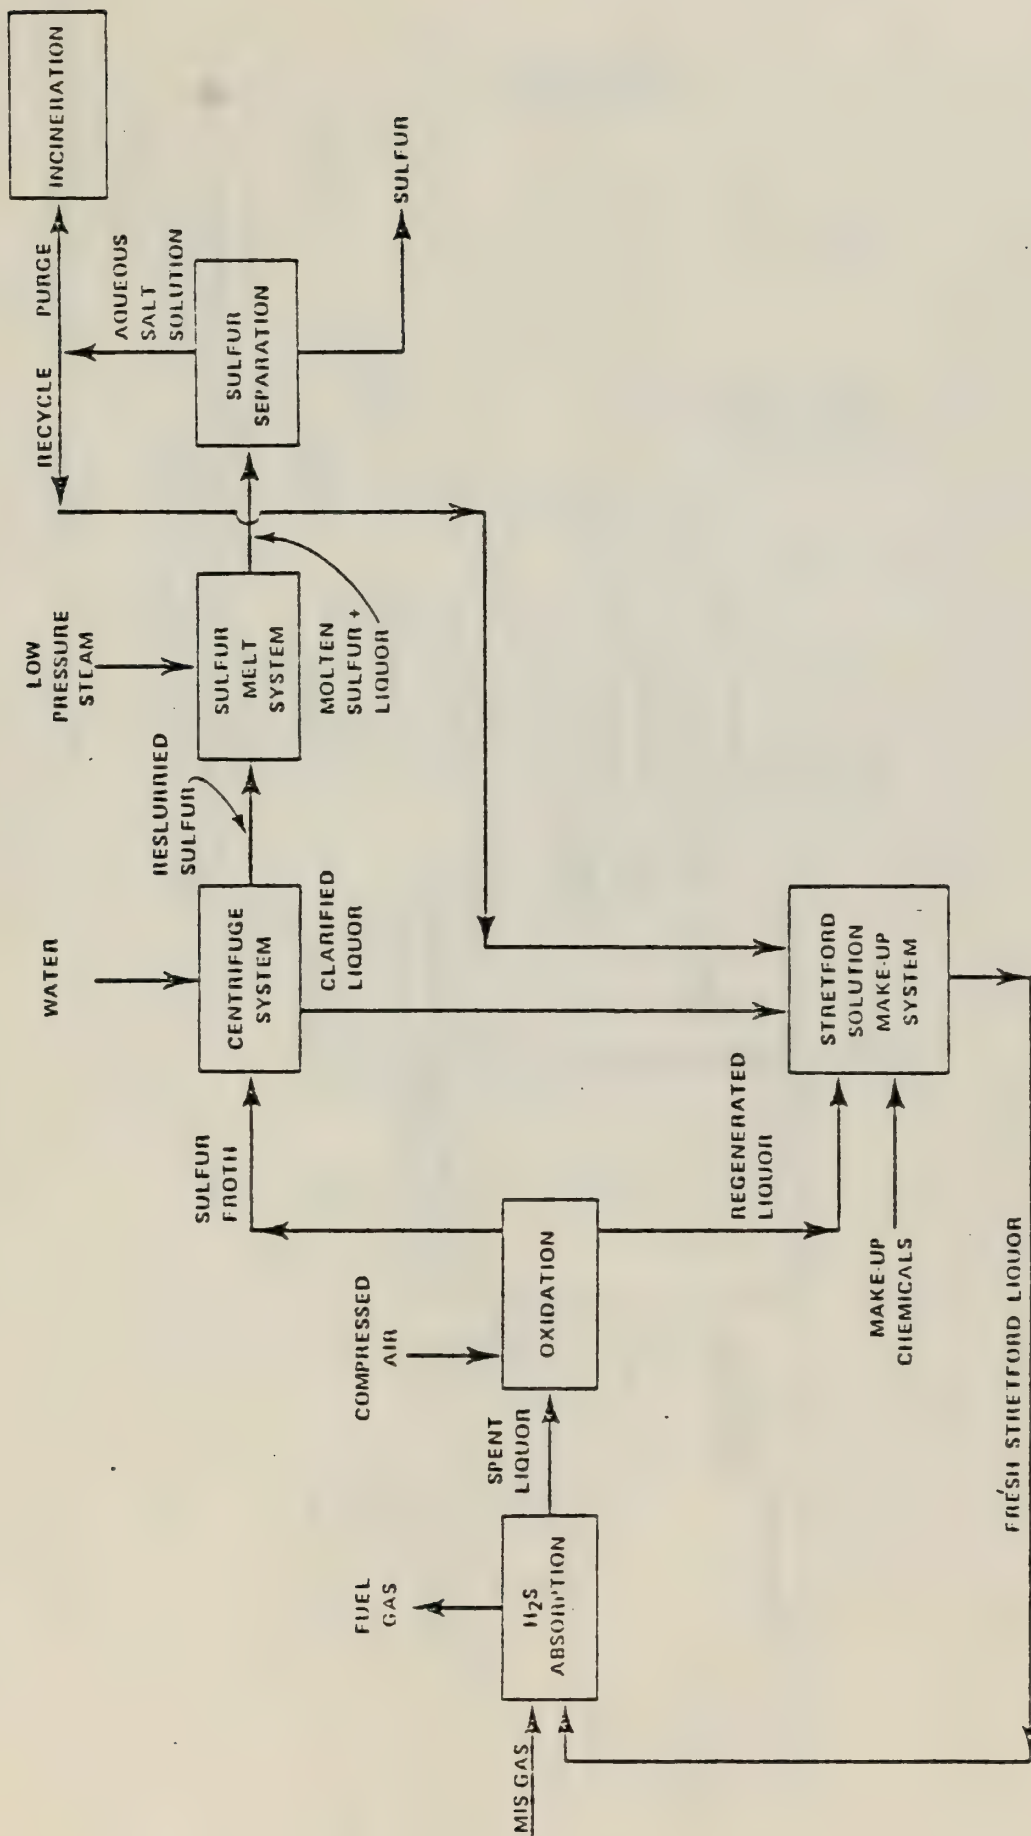 MIS GAS
FUEL
GAS
H2S
ABSORPTION
SPENT
LIQUOR
COMPRESSED
AIR
OXIDATION
SULFUR
FROTH
REGENERATED
LIQUOR
MAKE-UP
CHEMICALS
FRESH STRETFORD LIQUOR
WATER
CENTRIFUGE
SYSTEM
CLARIFIED
LIQUOR
STRETFORD
SOLUTION
MAKE-UP
SYSTEM
RESLURRIED
SULFUR
LOW
PRESSURE
STEAM
SULFUR
MELT
SYSTEM
MOLTEN
SULFUR +
LIQUOR
RECYCLE
PURGE
AQUEOUS
SALT
SOLUTION
SULFUR
SEPARATION
SULFUR
INCINERATION